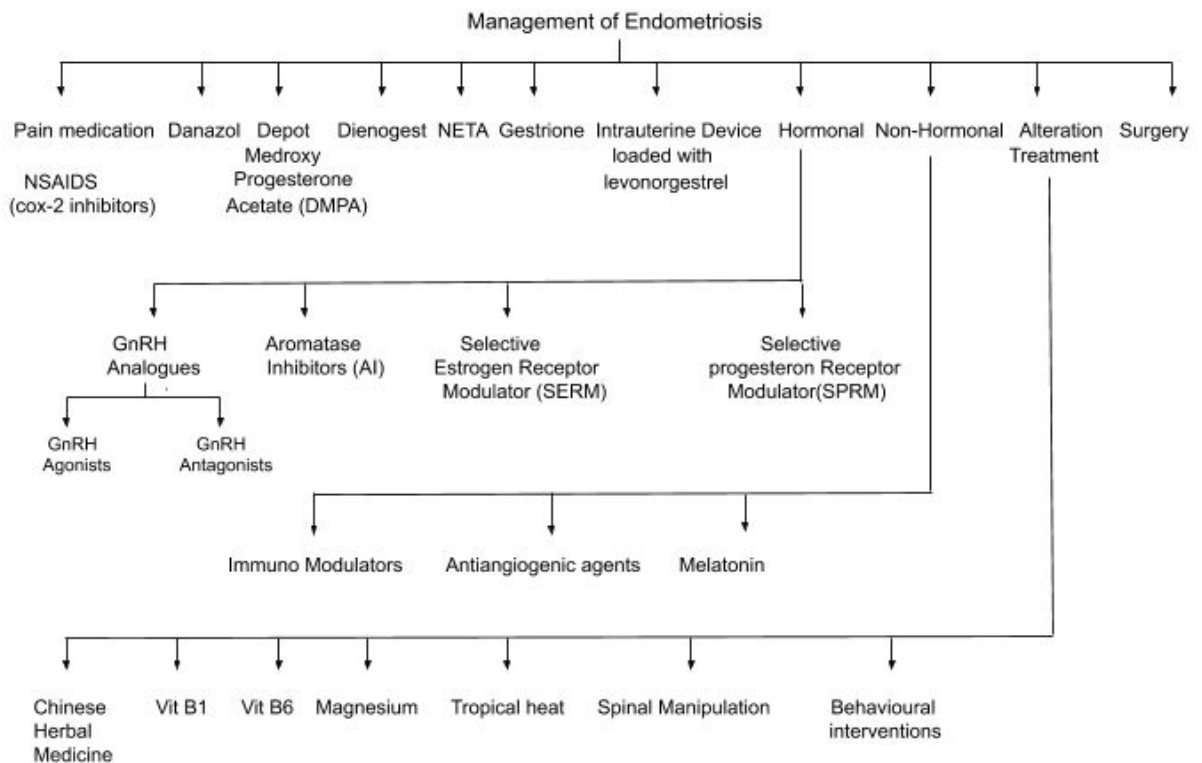 Management of Endometriosis
Pain medication
NSAIDS
(cox-2 inhibitors)
Danazol
Depot
Medroxy
Progesterone
Acetate (DMPA)
Dienogest
NETA
Gestrione
Intrauterine Device
loaded with
levonorgestrel
Hormonal
Non-Hormonal
Alteration
Treatment
Surgery
GnRH
Analogues
Aromatase
Inhibitors (AI)
Selective
Estrogen Receptor
Modulator (SERM)
Selective
progesteron Receptor
Modulator(SPRM)
GnRH
Agonists
GnRH
Antagonists
Immuno Modulators
Antiangiogenic agents
Melatonin
Chinese
Herbal
Medicine
Vit B1
Vit B6
Magnesium
Tropical heat
Spinal Manipulation
Behavioural
interventions